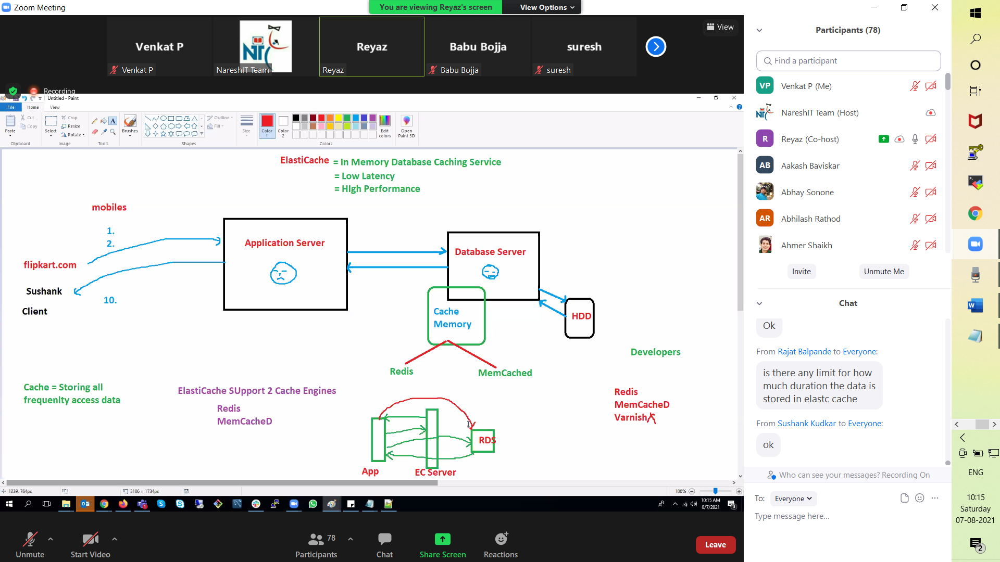 Zoom Meeting
You are viewing Reyaz's screen
View Options
View
Venkat P
NTC
Reyaz
Babu Bojja
suresh
Venkat P
NareshIT Team
Reyaz
Babu Bojja
suresh
Recording
Untitled - Paint
File
Home
View
Paste
Cut
Copy
Clipboard
Select
Crop
Resize
Rotate
Image
A
Tools
Brushes
Shapes
Outline
Fill
Size
Color 1
Color 2
Colors
Edit colors
Open Paint 3D
ElastiCache = In Memory Database Caching Service
= Low Latency
= HIgh Performance
mobiles
1.
2.
flipkart.com
Sushank
10.
Client
Application Server
Database Server
Cache
Memory
HDD
Redis
MemCached
Developers
Cache = Storing all
frequenlty access data
ElastiCache SUpport 2 Cache Engines
Redis
MemCacheD
Redis
MemCacheD
Varnish
RDS
App
EC Server
1239, 764px
3186 × 1734px
100%
10:15 AM
8/7/2021
3
Unmute
Start Video
Participants
78
Chat
Share Screen
Reactions
Leave
Participants (78)
Find a participant
VP Venkat P (Me)
NareshIT Team (Host)
R Reyaz (Co-host)
AB Aakash Baviskar
Abhay Sonone
AR Abhilash Rathod
Ahmer Shaikh
Invite
Unmute Me
Chat
Ok
From Rajat Balpande to Everyone:
is there any limit for how
much duration the data is
stored in elastc cache
From Sushank Kudkar to Everyone:
ok
Who can see your messages? Recording On
To: Everyone
Type message here...
ENG
10:15
Saturday
07-08-2021
2